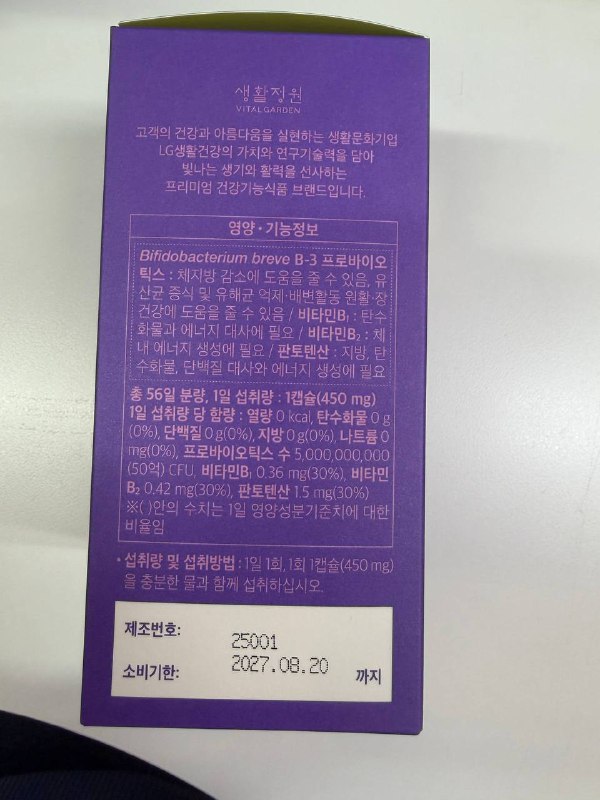 생활정원
VITALGARDEN
고객의 건강과 아름다움을 실현하는 생활문화기업
LG생활건강의 가치와 연구기술력을 담아
빛나는 생기와 활력을 선사하는
프리미엄 건강기능식품 브랜드입니다.
영양·기능정보
Bifidobacterium breve B-3 프로바이오
틱스 : 체지방 감소에 도움을 줄 수 있음, 유
산균 증식 및 유해균 억제·배변활동 원활·장
건강에 도움을 줄 수 있음 / 비타민B₁ : 탄수
화물과 에너지 대사에 필요 / 비타민B₂ : 체
내 에너지 생성에 필요 / 판토텐산 : 지방, 탄
수화물, 단백질 대사와 에너지 생성에 필요
총 56일 분량, 1일 섭취량 : 1캡슐(450 mg)
1일 섭취량 당 함량 : 열량 0 kcal, 탄수화물 0 g
(0%), 단백질 0 g(0%), 지방 0 g(0%), 나트륨 0
mg(0%), 프로바이오틱스 수 5,000,000,000
(50억) CFU, 비타민B₁ 0.36 mg(30%), 비타민
B₂ 0.42 mg(30%), 판토텐산 1.5 mg(30%)
※( )안의 수치는 1일 영양성분기준치에 대한
비율임
• 섭취량 및 섭취방법 : 1일 1회, 1회 1캡슐(450 mg)
을 충분한 물과 함께 섭취하십시오.
제조번호: 25001
소비기한: 2027.08.20 까지